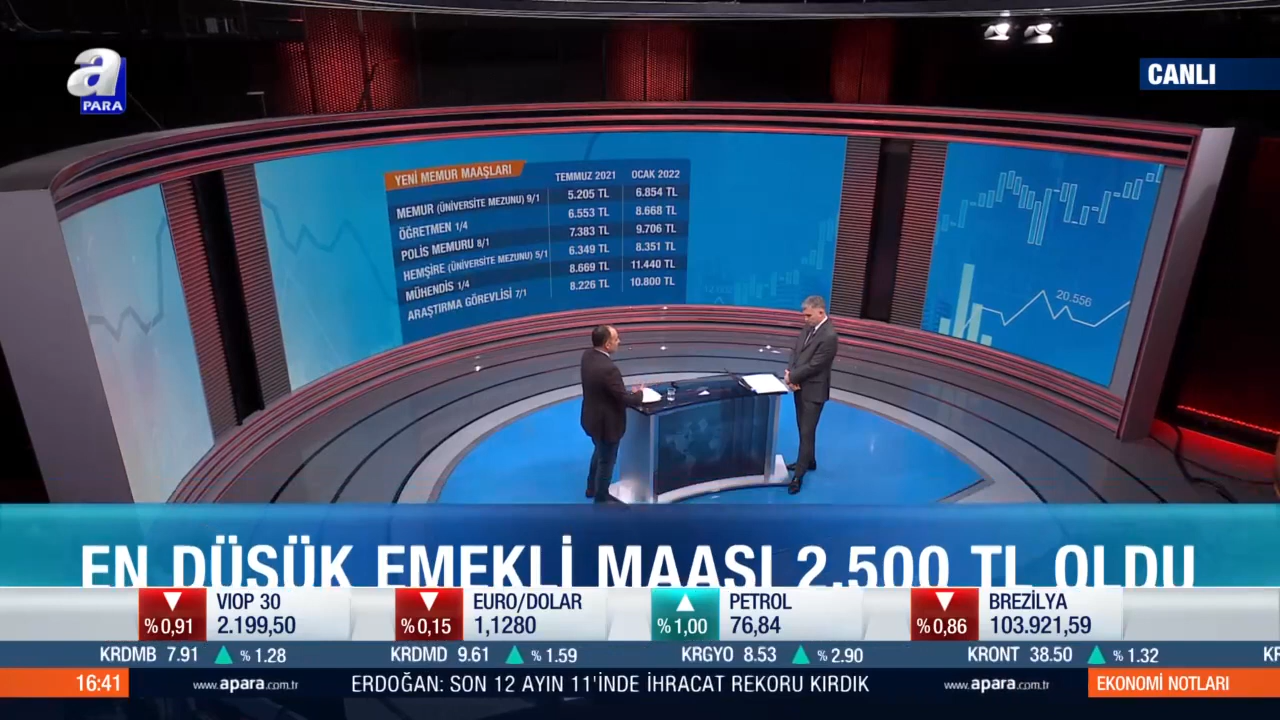 a
PARA
CANLI
YENİ MEMUR MAAŞLARI TEMMUZ 2021 OCAK 2022
MEMUR (ÜNİVERSİTE MEZUNU) 9/1 5.205 TL 6.854 TL
ÖĞRETMEN 1/4 6.553 TL 8.668 TL
POLİS MEMURU 8/1 7.383 TL 9.706 TL
HEMŞİRE (ÜNİVERSİTE MEZUNU) 5/1 6.349 TL 8.351 TL
MÜHENDİS 1/4 8.669 TL 11.440 TL
ARAŞTIRMA GÖREVLİSİ 7/1 8.226 TL 10.800 TL
20.556
EN DÜŞÜK EMEKLİ MAAŞI 2.500 TL OLDU
%0,91 VIOP 30 2.199,50
%0,15 EURO/DOLAR 1,1280
%1,00 PETROL 76,84
%0,86 BREZİLYA 103.921,59
KRDMB 7.91 % 1.28 KRDMD 9.61 % 1.59 KRGYO 8.53 % 2.90 KRONT 38.50 % 1.32 KF
16:41 www.apara.com.tr ERDOĞAN: SON 12 AYIN 11'İNDE İHRACAT REKORU KIRDIK www.apara.com.tr EKONOMİ NOTLARI